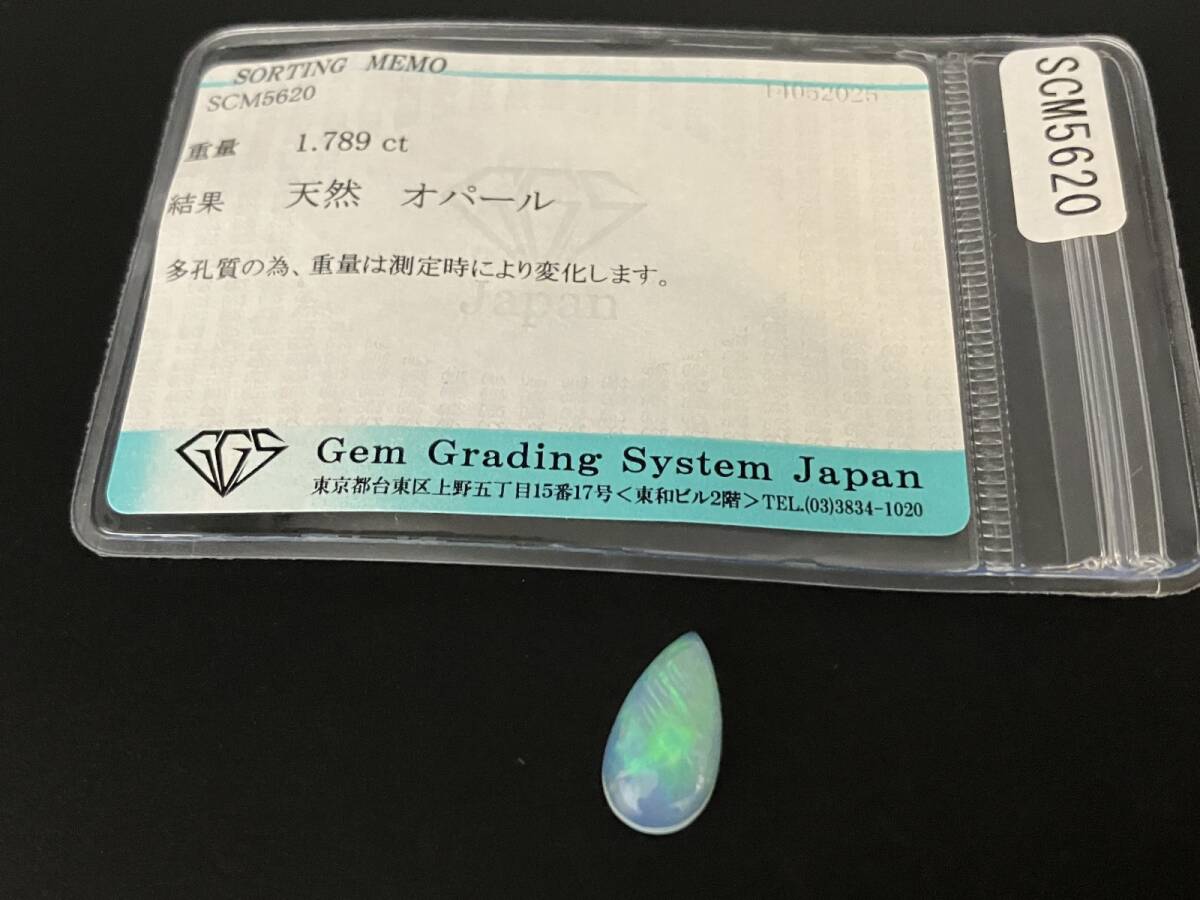 SORTING MEMO
SCM5620
14052025
重量 1.789 ct
結果 天然 オパール
多孔質の為、重量は測定時により変化します。
Japan
GGS Gem Grading System Japan
東京都台東区上野五丁目15番17号＜東和ビル2階＞TEL.(03)3834-1020
SCM5620